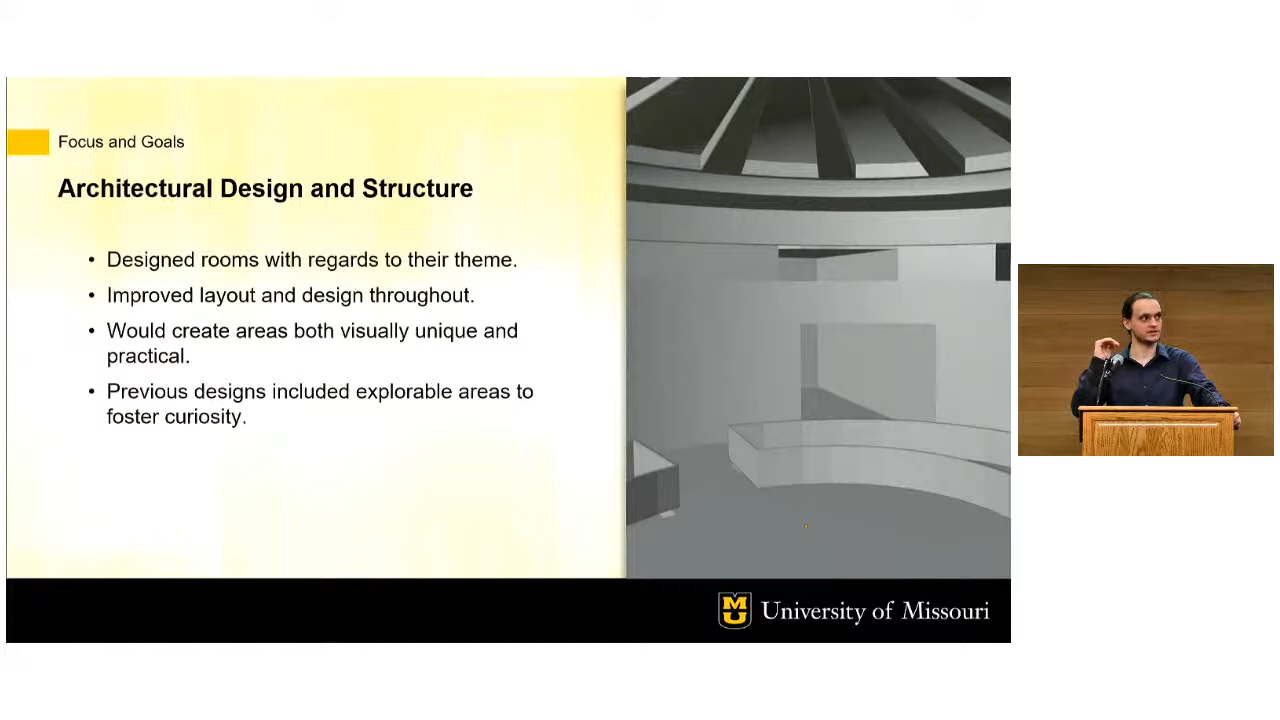 Focus and Goals
Architectural Design and Structure
• Designed rooms with regards to their theme.
• Improved layout and design throughout.
• Would create areas both visually unique and
practical.
• Previous designs included explorable areas to
foster curiosity.
MU
University of Missouri